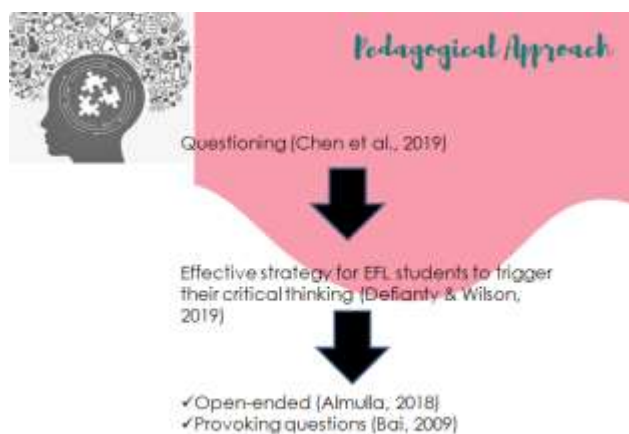 Pedagogical Approach
Questioning (Chen et al., 2019)
Effective strategy for EFL students to trigger
their critical thinking (Defianty & Wilson,
2019)
✓Open-ended (Almulla, 2018)
✓Provoking questions (Bai, 2009)